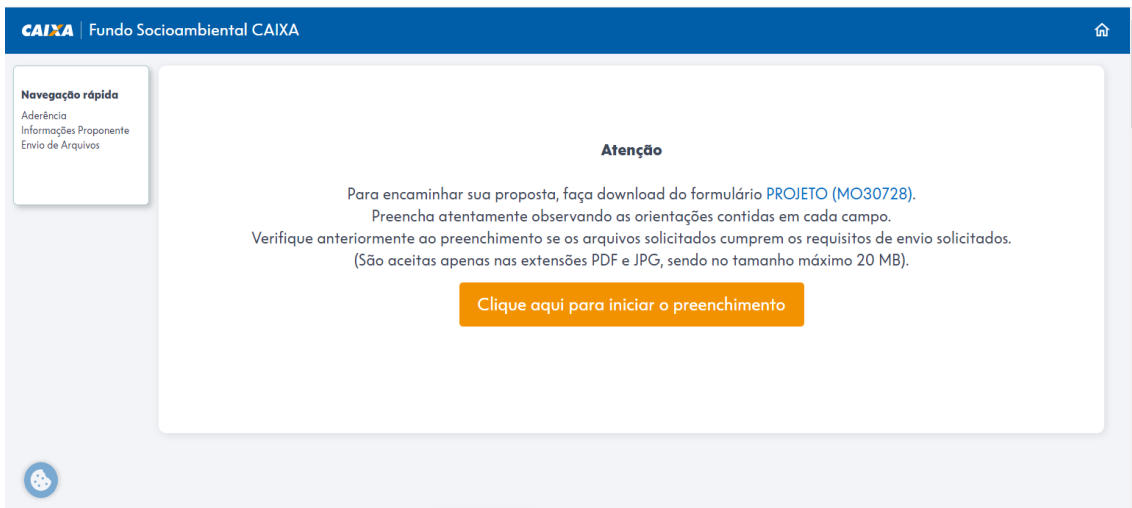 CAIXA | Fundo Socioambiental CAIXA
Navegação rápida
Aderência
Informações Proponente
Envio de Arquivos
Atenção
Para encaminhar sua proposta, faça download do formulário PROJETO (MO30728).
Preencha atentamente observando as orientações contidas em cada campo.
Verifique anteriormente ao preenchimento se os arquivos solicitados cumprem os requisitos de envio solicitados.
(São aceitas apenas nas extensões PDF e JPG, sendo no tamanho máximo 20 MB).
Clique aqui para iniciar o preenchimento